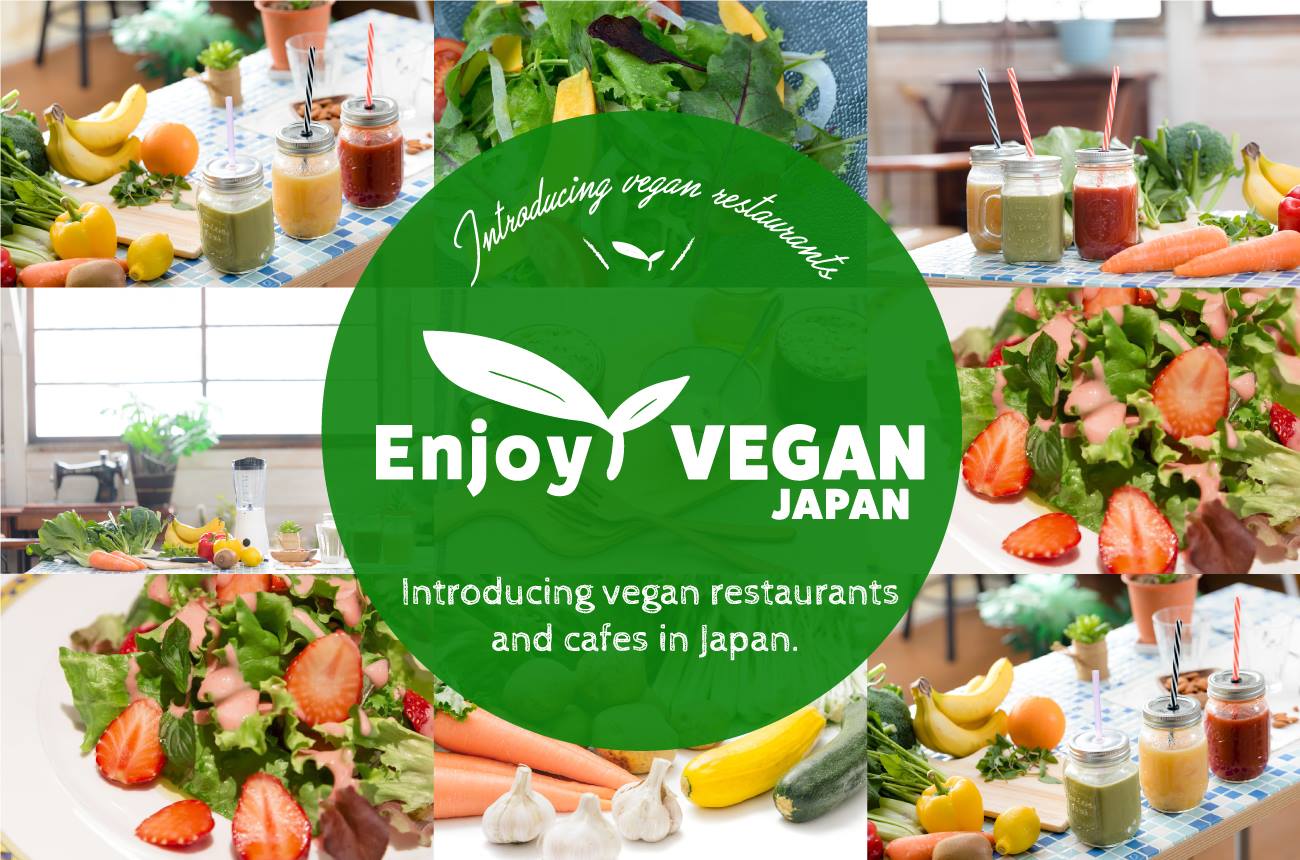 Introducing vegan restaurants
Enjoy VEGAN
JAPAN
Introducing vegan restaurants
and cafes in Japan.